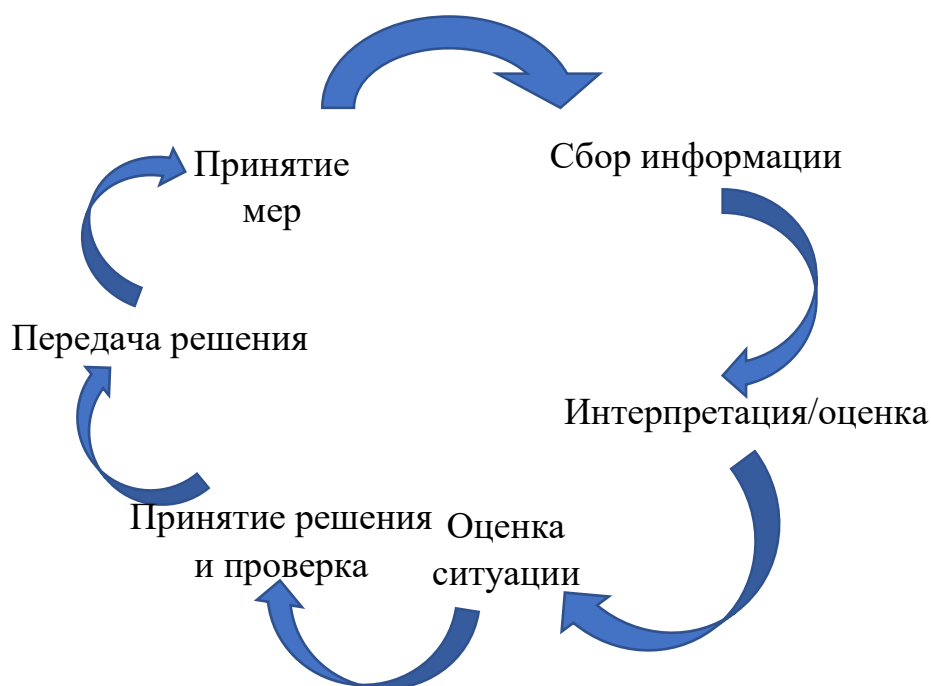 Принятие
мер
Сбор информации
Передача решения
Интерпретация/оценка
Принятие решения
и проверка
Оценка
ситуации